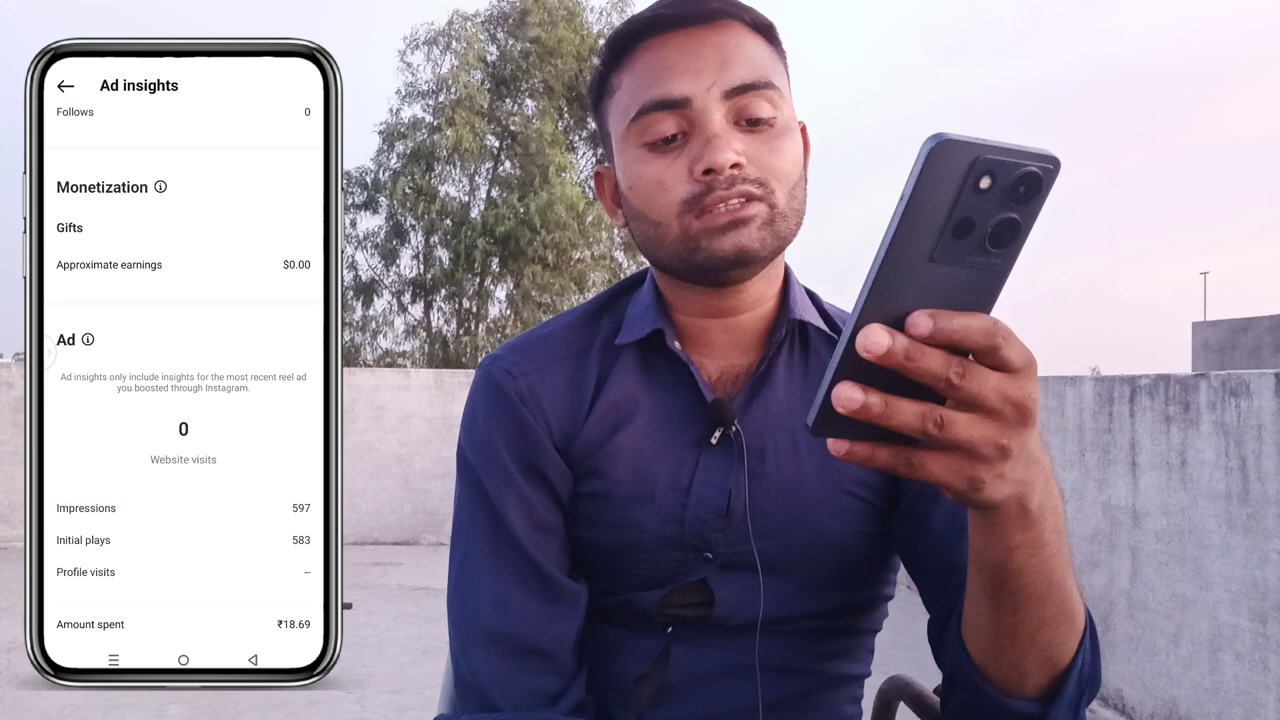 Ad insights
Follows 0
Monetization
Gifts
Approximate earnings $0.00
Ad
Ad insights only include insights for the most recent reel ad
you boosted through Instagram.
0
Website visits
Impressions 597
Initial plays 583
Profile visits --
Amount spent ₹18.69